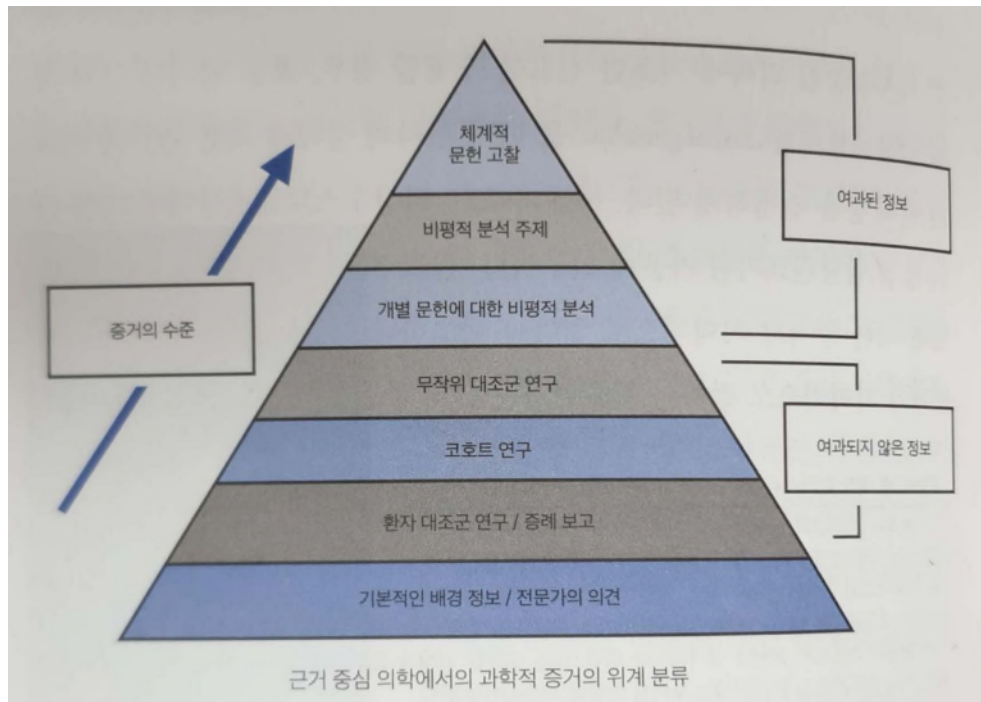 체계적
문헌 고찰
여과된 정보
비평적 분석 주제
개별 문헌에 대한 비평적 분석
증거의 수준
무작위 대조군 연구
코호트 연구
여과되지 않은 정보
환자 대조군 연구 / 증례 보고
기본적인 배경 정보 / 전문가의 의견
근거 중심 의학에서의 과학적 증거의 위계 분류